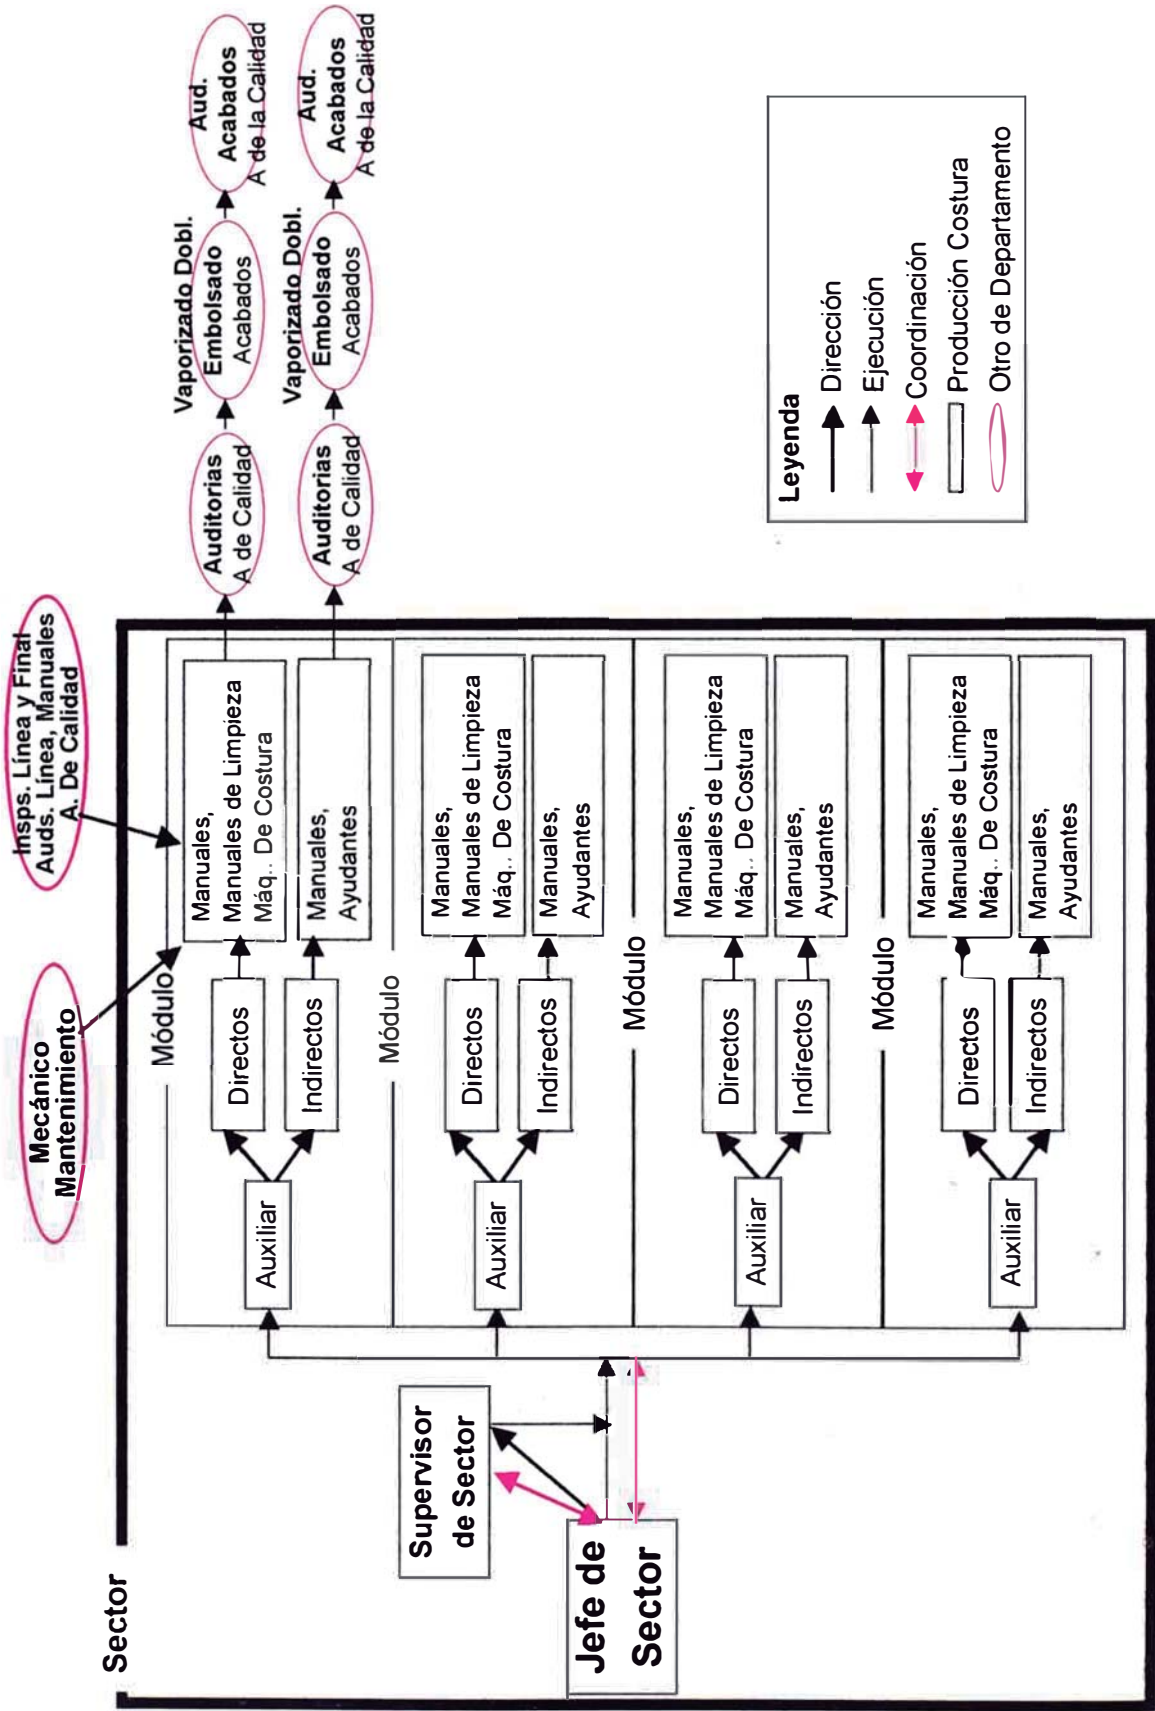 Sector
Jefe de
Sector
Supervisor
de Sector
Mecánico
Mantenimiento
Insps. Línea y Final
Auds. Línea, Manuales
A. De Calidad
Módulo
Auxiliar
Directos
Indirectos
Manuales,
Manuales de Limpieza
Máq.. De Costura
Manuales,
Ayudantes
Auditorias
A de Calidad
Vaporizado Dobl.
Embolsado
Acabados
Aud.
Acabados
A de la Calidad
Auditorias
A de Calidad
Vaporizado Dobl.
Embolsado
Acabados
Aud.
Acabados
A de la Calidad
Módulo
Auxiliar
Directos
Indirectos
Manuales,
Manuales de Limpieza
Máq.. De Costura
Manuales,
Ayudantes
Módulo
Auxiliar
Directos
Indirectos
Manuales,
Manuales de Limpieza
Máq.. De Costura
Manuales,
Ayudantes
Módulo
Auxiliar
Directos
Indirectos
Manuales,
Manuales de Limpieza
Máq.. De Costura
Manuales,
Ayudantes
Leyenda
Dirección
Ejecución
Coordinación
Producción Costura
Otro de Departamento